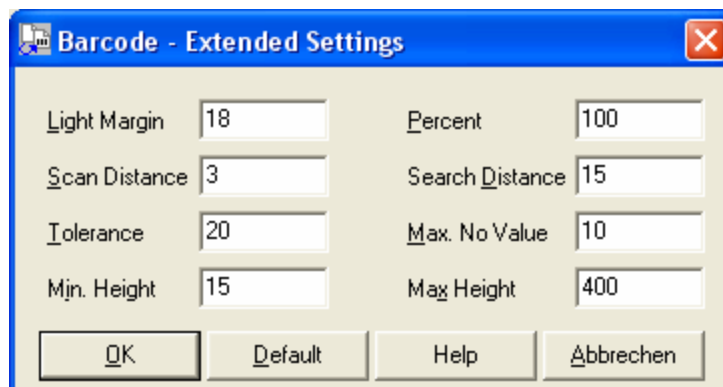 Barcode - Extended Settings
Light Margin 18 Percent 100
Scan Distance 3 Search Distance 15
Tolerance 20 Max. No Value 10
Min. Height 15 Max Height 400
OK Default Help Abbrechen